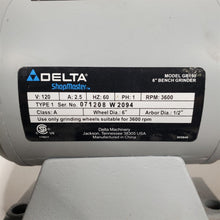 DELTA
ShopMaster
MODEL GB160
6" BENCH GRINDER
V: 120 A: 2.5 HZ: 60 PH: 1 RPM: 3600
TYPE 1 Ser. No. 071208 W 2094
Class: A Wheel Dia.: 6" Arbor Dia.: 1/2"
Use only grinding wheels suitable for 3600 rpm
Delta Machinery
Jackson, Tennessee 38305 USA
Manufactured in China